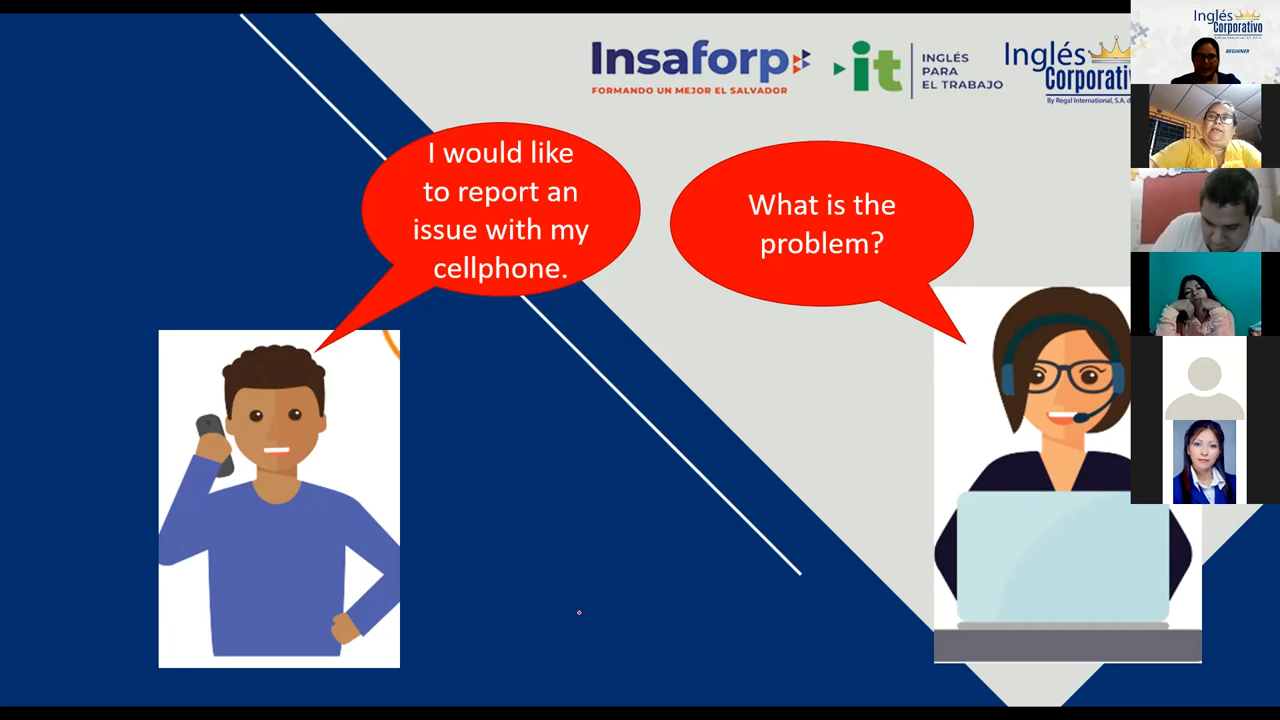 Insaforp
FORMANDO UN MEJOR EL SALVADOR
it
INGLÉS
PARA
EL TRABAJO
Inglés
Corporativ
By Regal International, S.A. d
Inglés
Corporativo
BEGINNER
I would like
to report an
issue with my
cellphone.
What is the
problem?